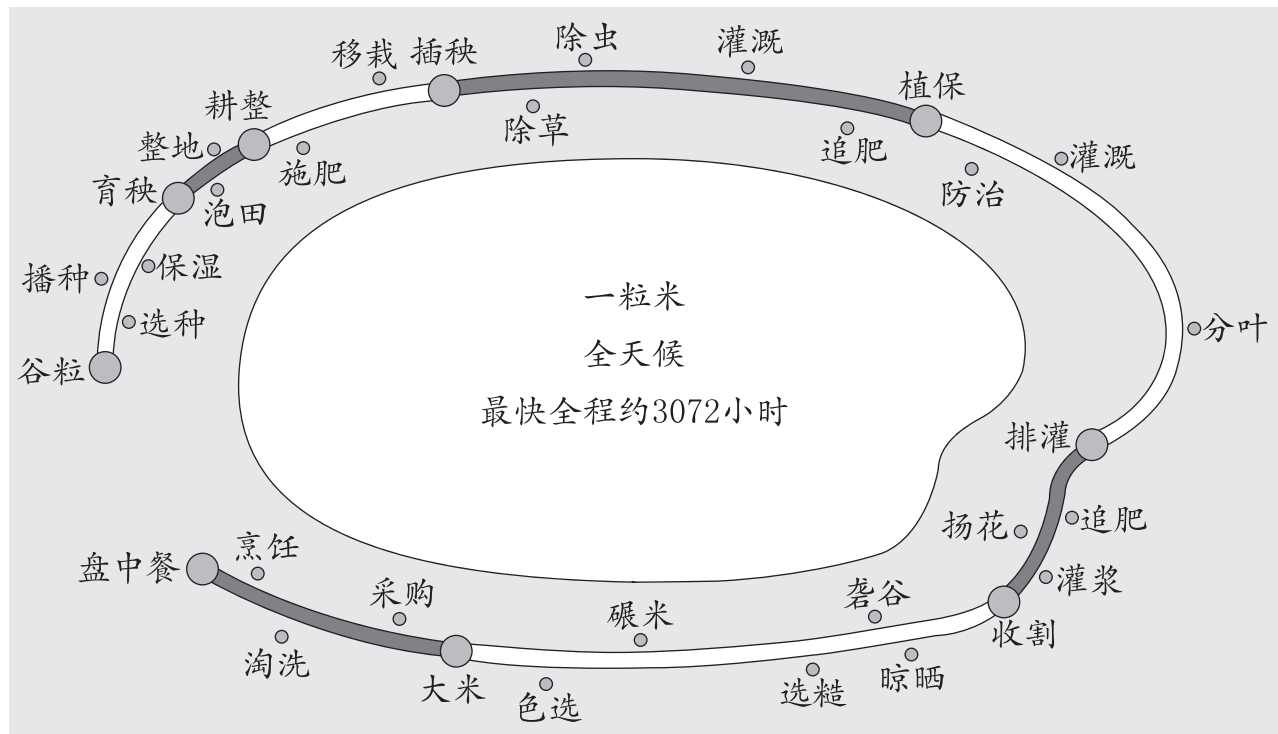 谷粒
选种
播种
保湿
育秧
泡田
整地
耕整
施肥
移栽
插秧
除草
除虫
灌溉
追肥
植保
防治
灌溉
分叶
排灌
追肥
扬花
灌浆
收割
晾晒
砻谷
选糙
碾米
色选
大米
采购
淘洗
烹饪
盘中餐
一粒米
全天候
最快全程约3072小时